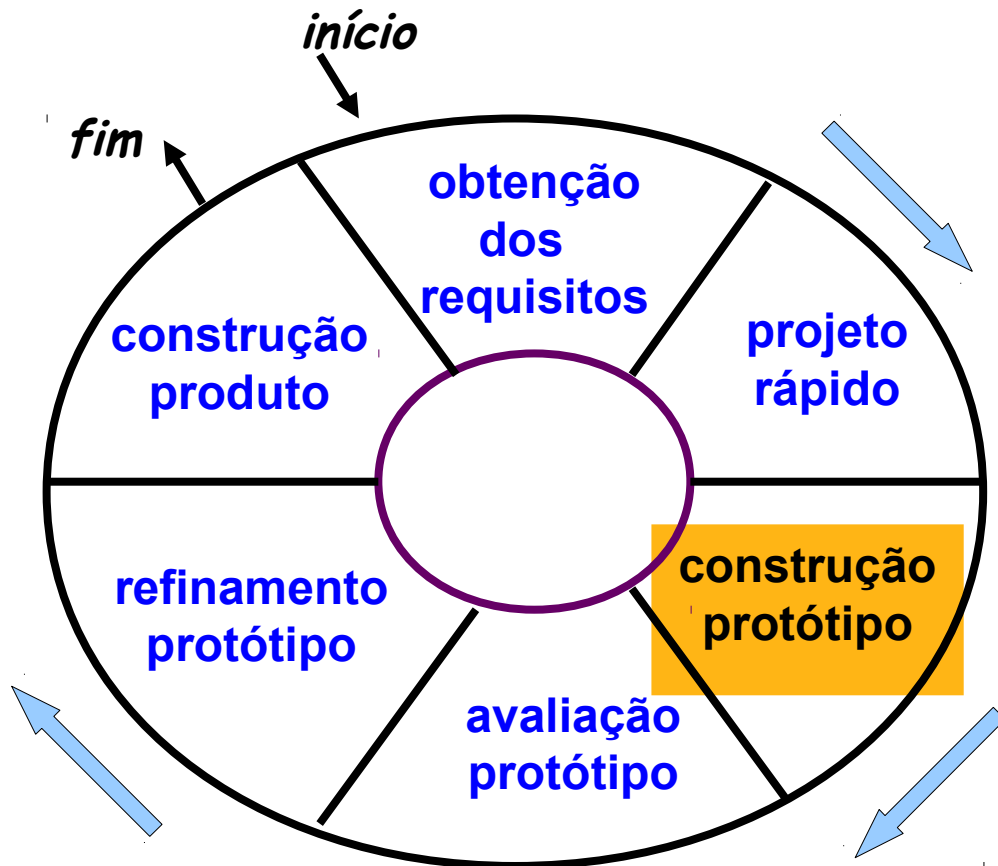 início
fim
obtenção
dos
requisitos
projeto
rápido
construção
protótipo
avaliação
protótipo
refinamento
protótipo
construção
produto